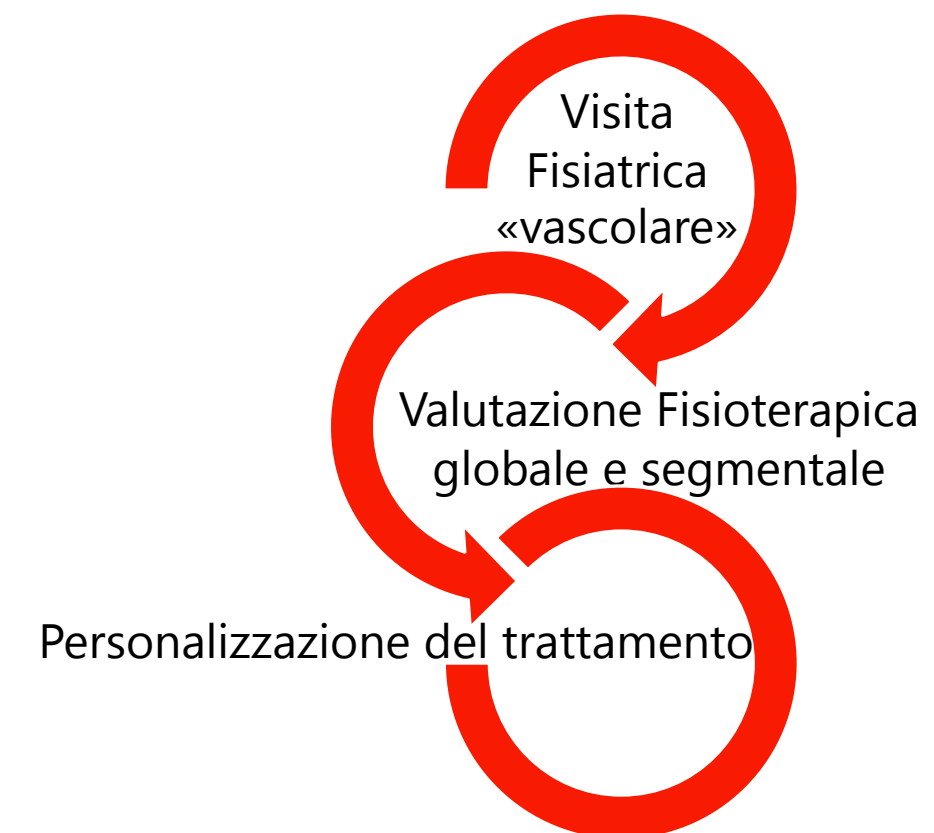 Visita
Fisiatrica
«vascolare»
Valutazione Fisioterapica
globale e segmentale
Personalizzazione del trattamento